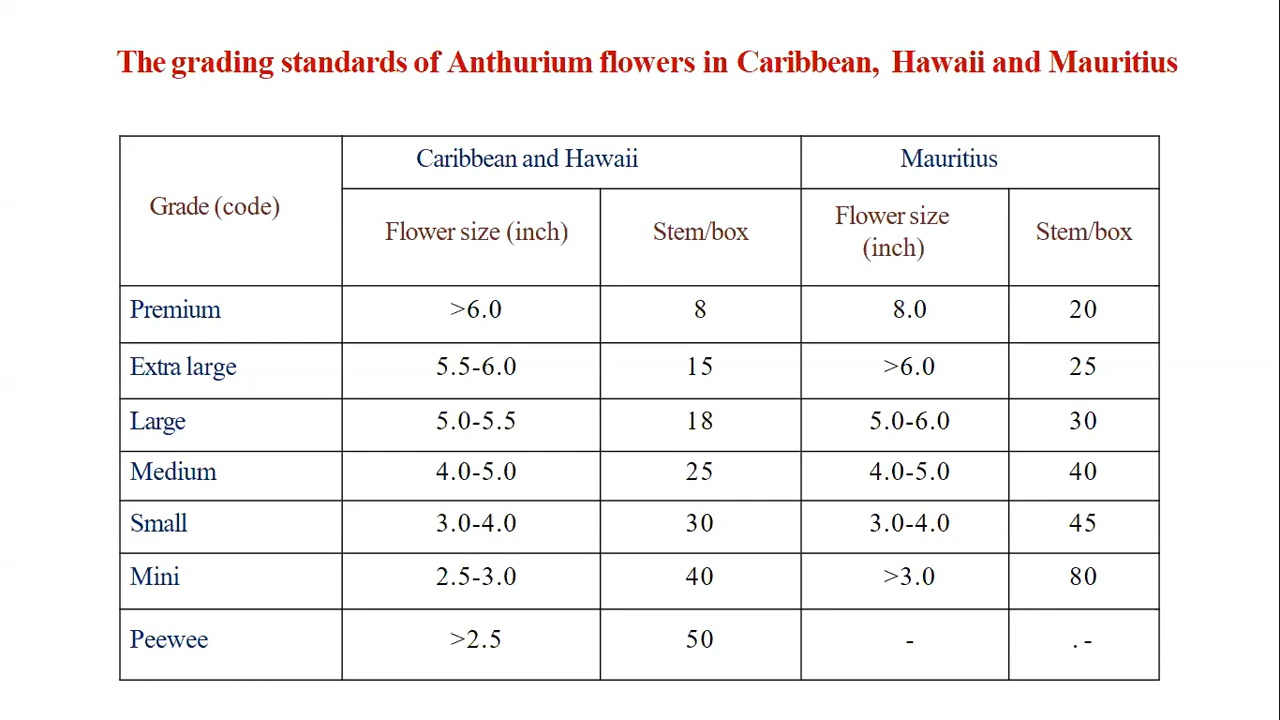 The grading standards of Anthurium flowers in Caribbean, Hawaii and Mauritius
Grade (code)
Caribbean and Hawaii
Mauritius
Flower size (inch)
Stem/box
Flower size
(inch)
Stem/box
Premium >6.0 8 8.0 20
Extra large 5.5-6.0 15 >6.0 25
Large 5.0-5.5 18 5.0-6.0 30
Medium 4.0-5.0 25 4.0-5.0 40
Small 3.0-4.0 30 3.0-4.0 45
Mini 2.5-3.0 40 >3.0 80
Peewee >2.5 50 - . -